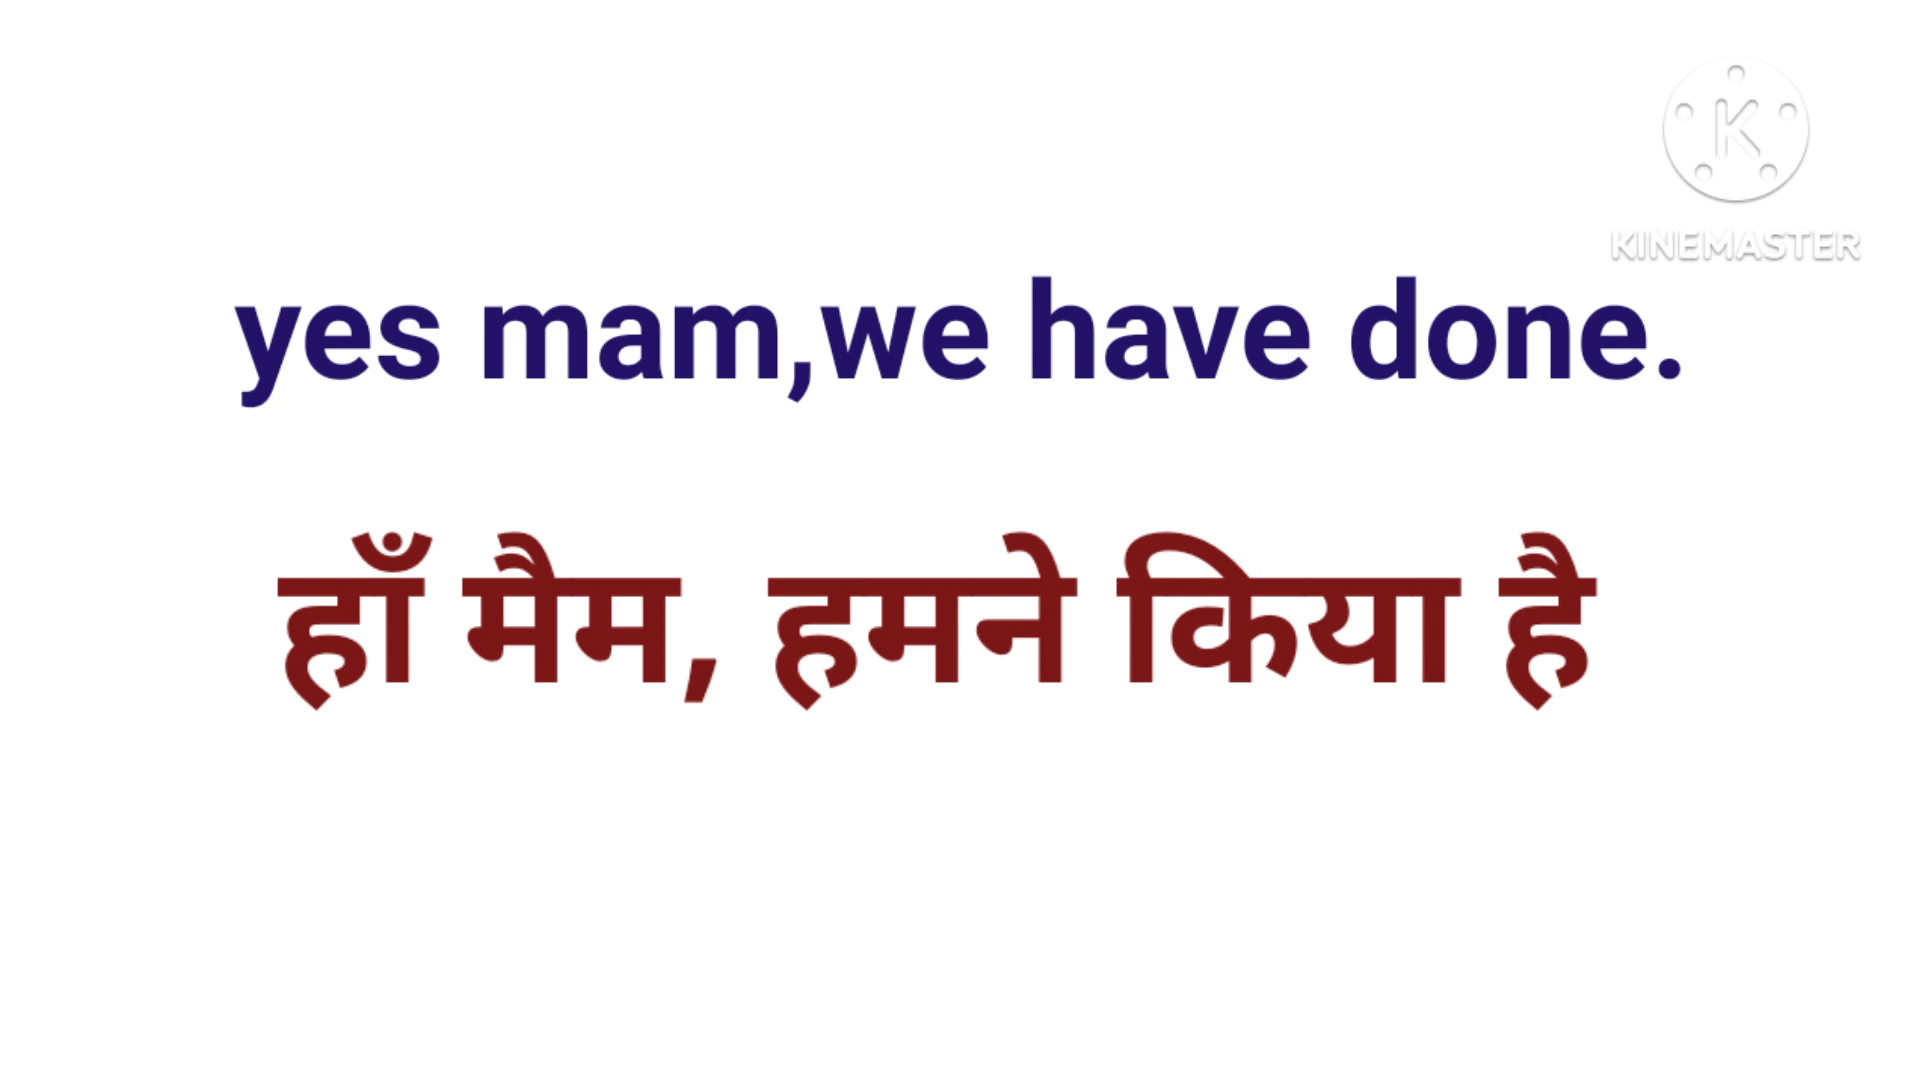 K
KINEMASTER
yes mam,we have done.
हाँ मैम, हमने किया है